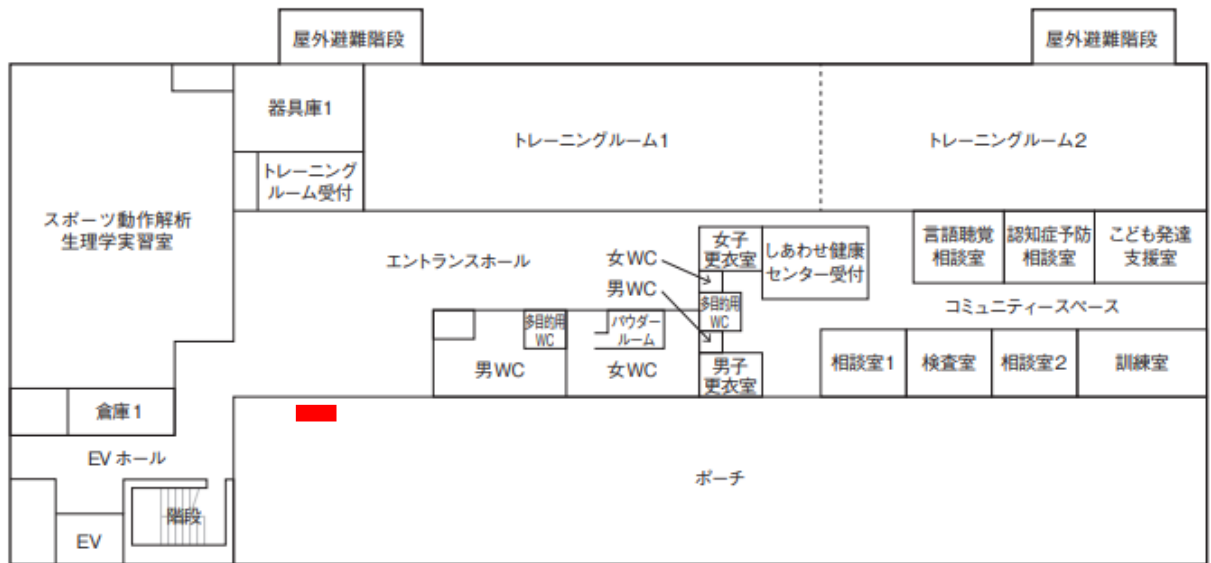 屋外避難階段
屋外避難階段
器具庫1
トレーニングルーム1
トレーニングルーム2
トレーニング
ルーム受付
スポーツ動作解析
生理学実習室
エントランスホール
女WC
男WC
女子
更衣室
しあわせ健康
センター受付
言語聴覚
相談室
認知症予防
相談室
こども発達
支援室
多目的用
WC
コミュニティースペース
多目的用
WC
パウダー
ルーム
男WC
女WC
男子
更衣室
相談室1
検査室
相談室2
訓練室
倉庫1
EVホール
ポーチ
階段
EV